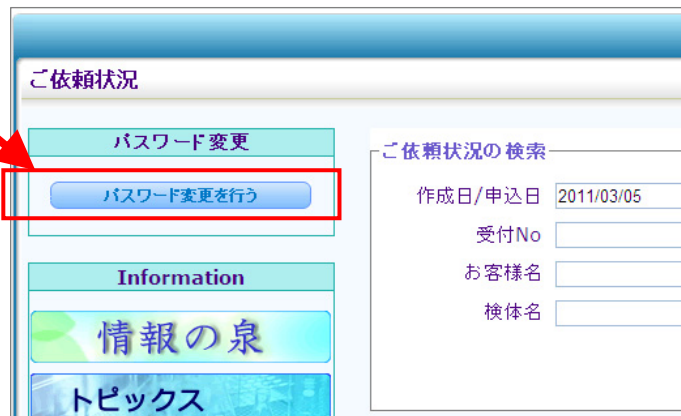 ご依頼状況
パスワード変更
パスワード変更を行う
Information
情報の泉
トピックス
ご依頼状況の検索
作成日/申込日 2011/03/05
受付No
お客様名
検体名